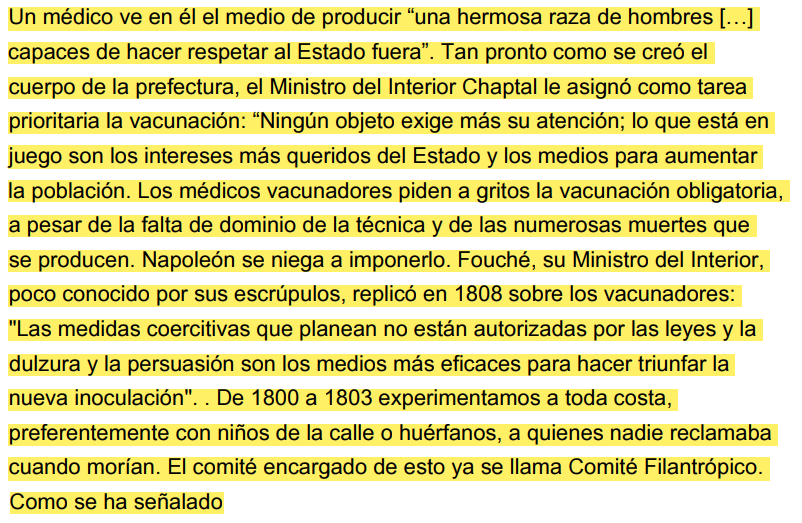 Un médico ve en él el medio de producir “una hermosa raza de hombres […]
capaces de hacer respetar al Estado fuera”. Tan pronto como se creó el
cuerpo de la prefectura, el Ministro del Interior Chaptal le asignó como tarea
prioritaria la vacunación: “Ningún objeto exige más su atención; lo que está en
juego son los intereses más queridos del Estado y los medios para aumentar
la población. Los médicos vacunadores piden a gritos la vacunación obligatoria,
a pesar de la falta de dominio de la técnica y de las numerosas muertes que
se producen. Napoleón se niega a imponerlo. Fouché, su Ministro del Interior,
poco conocido por sus escrúpulos, replicó en 1808 sobre los vacunadores:
"Las medidas coercitivas que planean no están autorizadas por las leyes y la
dulzura y la persuasión son los medios más eficaces para hacer triunfar la
nueva inoculación". . De 1800 a 1803 experimentamos a toda costa,
preferentemente con niños de la calle o huérfanos, a quienes nadie reclamaba
cuando morían. El comité encargado de esto ya se llama Comité Filantrópico.
Como se ha señalado